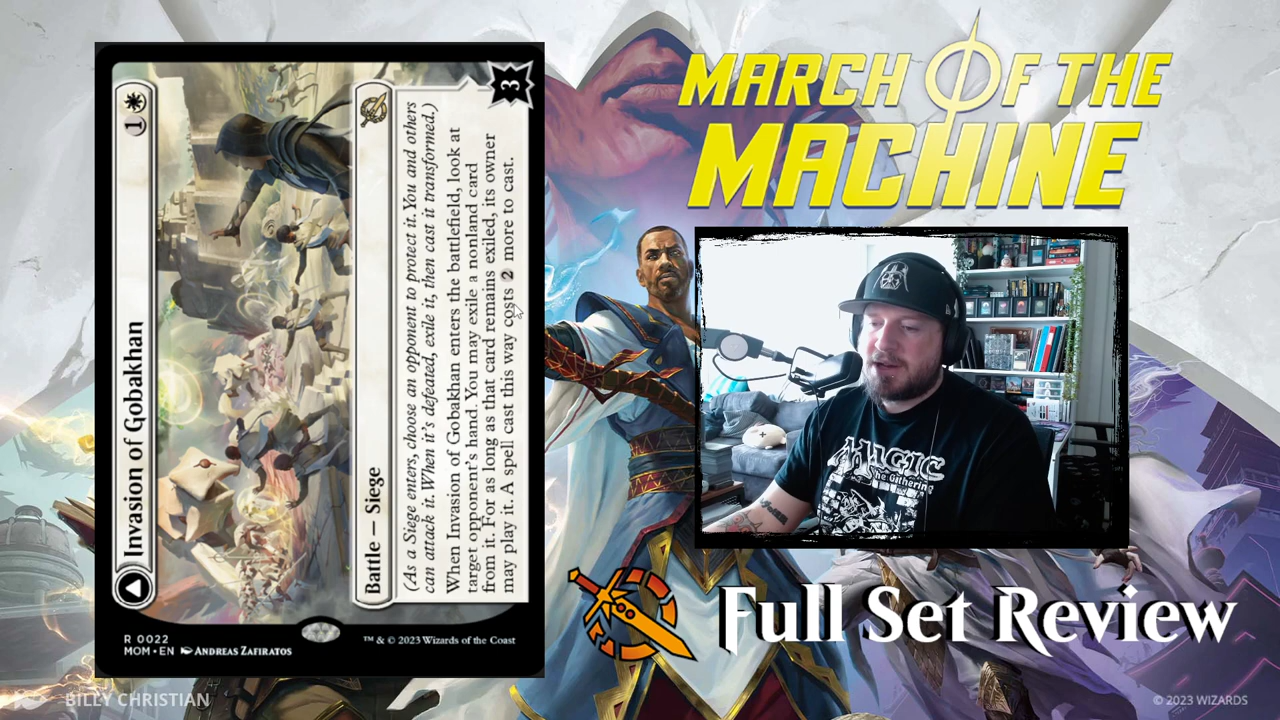 Invasion of Gobakhan
1
Battle — Siege
(As a Siege enters, choose an opponent to protect it. You and others
can attack it. When it's defeated, exile it, then cast it transformed.)
When Invasion of Gobakhan enters the battlefield, look at
target opponent's hand. You may exile a nonland card
from it. For as long as that card remains exiled, its owner
may play it. A spell cast this way costs 2 more to cast.
3
R 0022
MOM • EN ANDREAS ZAFIRATOS
™ & © 2023 Wizards of the Coast
MARCH OF THE
MACHINE
MAGIC
The Gathering
Full Set Review
BILLY CHRISTIAN
© 2023 WIZARDS